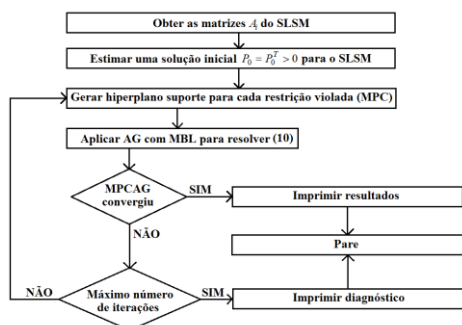 Obter as matrizes A_i do SLSM
Estimar uma solução inicial P_0 = P_0^T > 0 para o SLSM
Gerar hiperplano suporte para cada restrição violada (MPC)
Aplicar AG com MBL para resolver (10)
MPCAG
convergiu
SIM
Imprimir resultados
NÃO
Pare
Máximo número
de iterações
NÃO
SIM
Imprimir diagnóstico